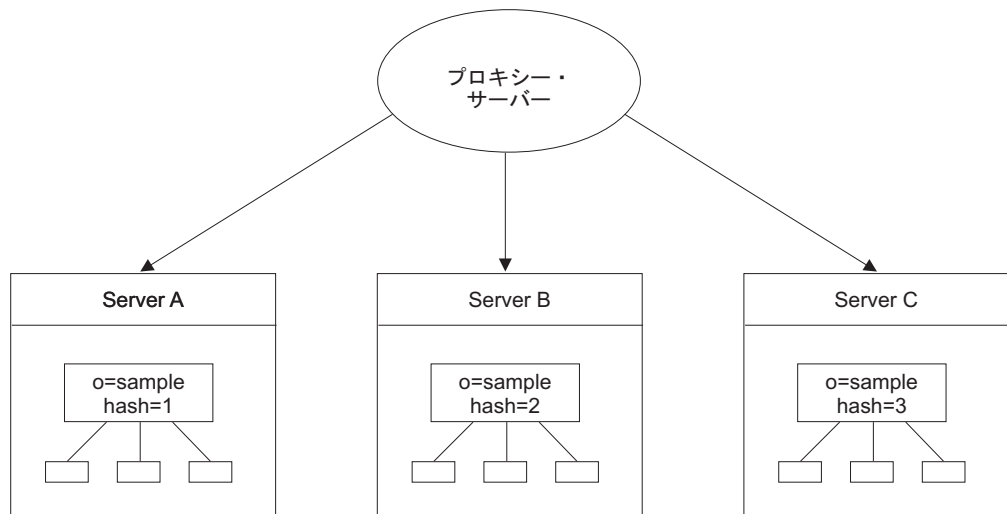 プロキシー・
サーバー
Server A
Server B
Server C
o=sample
hash=1
o=sample
hash=2
o=sample
hash=3